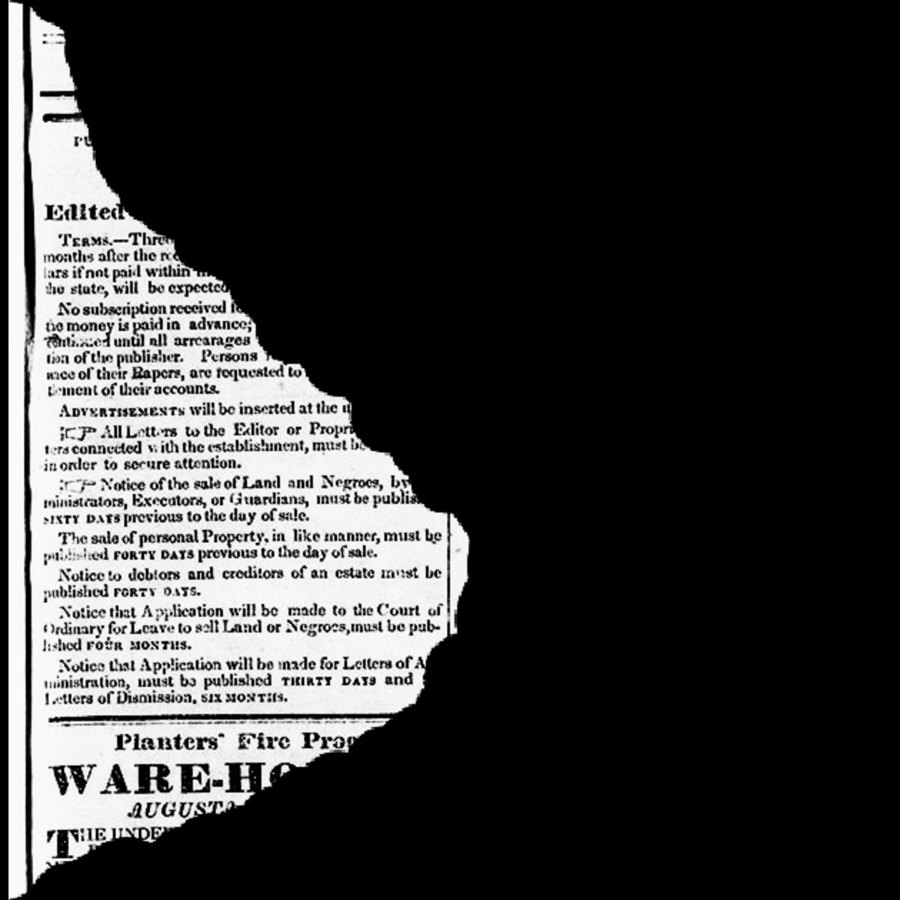 PU
Edited
TERMS.—Three
months after the
lars if not paid within
the state, will be expected
No subscription received
the money is paid in advance;
until all arrearages
tion of the publisher. Persons
of their Papers, are requested to
tlement of their accounts.
ADVERTISEMENTS will be inserted at the
All Letters to the Editor or
ters connected with the establishment, must be
in order to secure attention.
Notice of the sale of Land and Negroes, by
ministrators, Executors, or Guardians, must be
SIXTY DAYS previous to the day of sale.
The sale of personal Property, in like manner, must be
published FORTY DAYS previous to the day of sale.
Notice to debtors and creditors of an estate must be
published FORTY DAYS.
Notice that Application will be made to the Court of
Ordinary for Leave to sell Land or Negroes, must be pub-
lished FOUR MONTHS.
Notice that Application will be made for Letters of A
ministration, must be published THIRTY DAYS and
Letters of Dismission, SIX MONTHS.
Planters' Fire
WARE-HO
AUGUSTA
THE UNDE